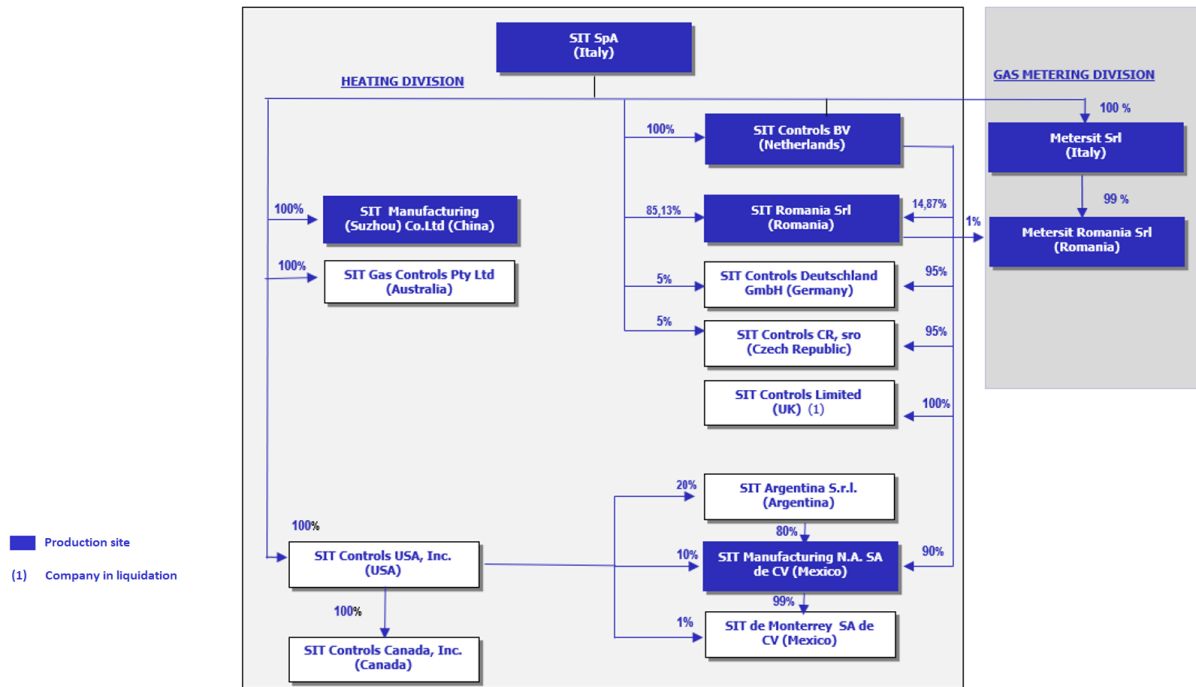 SIT SpA
(Italy)
HEATING DIVISION
GAS METERING DIVISION
100 %
100%
SIT Controls BV
(Netherlands)
Metersit Srl
(Italy)
99 %
100%
SIT  Manufacturing
(Suzhou) Co.Ltd (China)
85,13%
SIT Romania Srl
(Romania)
14,87%
1%
Metersit Romania Srl
(Romania)
100%
SIT Gas Controls Pty Ltd
(Australia)
5%
SIT Controls Deutschland
GmbH (Germany)
95%
5%
SIT Controls CR, sro
(Czech Republic)
95%
SIT Controls Limited
(UK) (1)
100%
20%
SIT Argentina S.r.l.
(Argentina)
80%
100%
SIT Controls USA, Inc.
(USA)
10%
SIT Manufacturing N.A. SA
de CV (Mexico)
90%
99%
100%
1%
SIT de Monterrey  SA de
CV (Mexico)
SIT Controls Canada, Inc.
(Canada)
Production site
(1) Company in liquidation